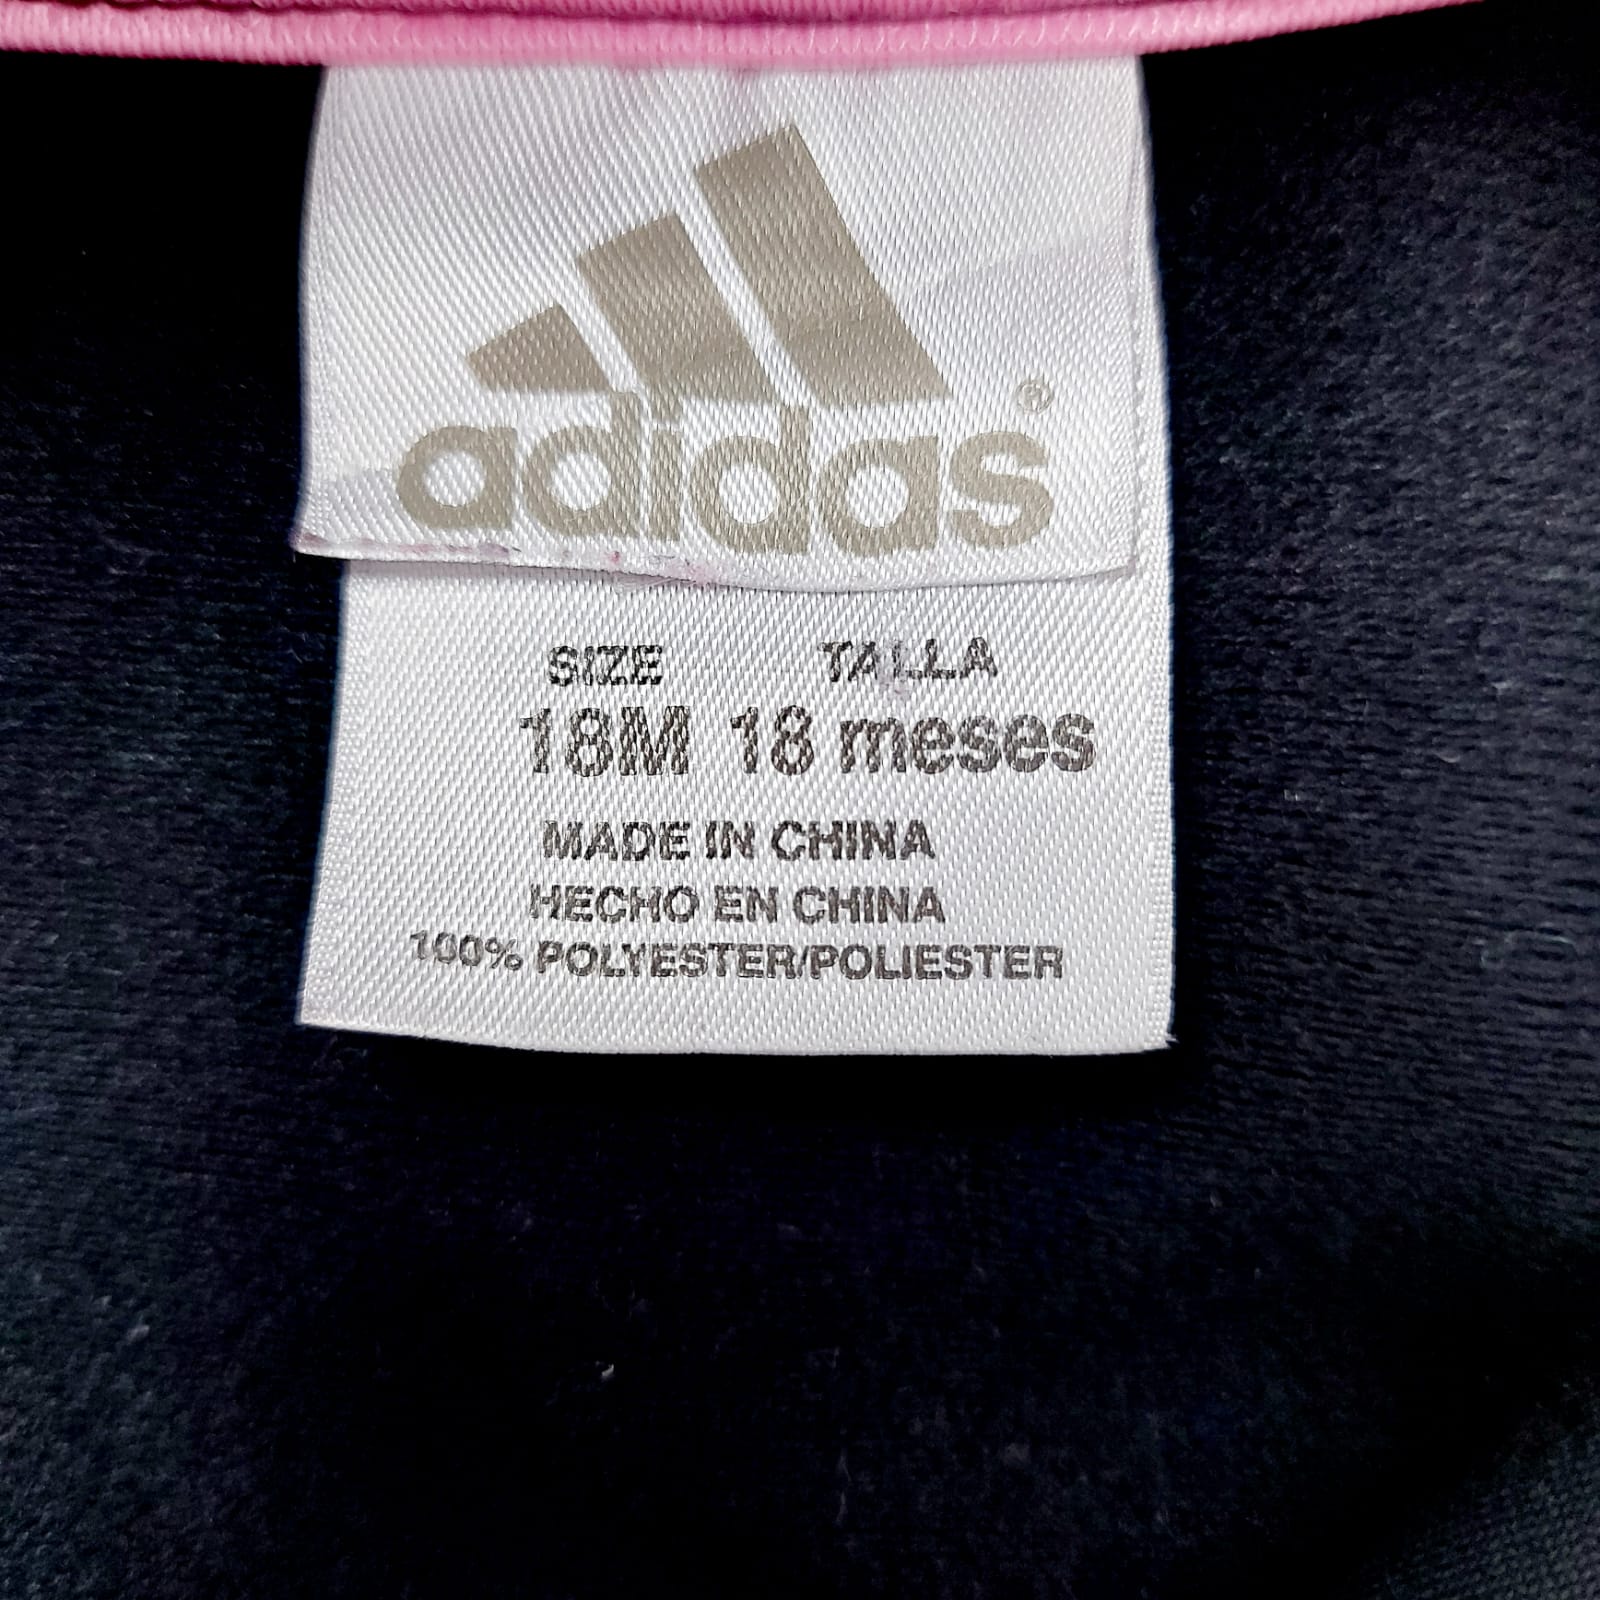 adidas®
SIZE TALLA
18M 18 meses
MADE IN CHINA
HECHO EN CHINA
100% POLYESTER/POLIESTER